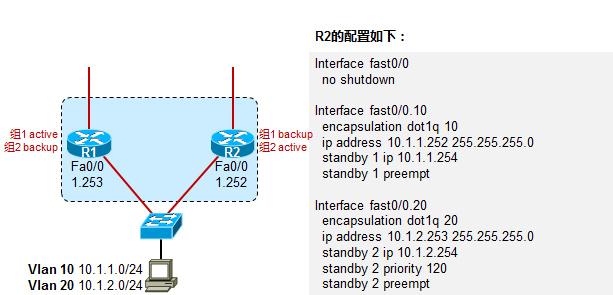 组1 active
组2 backup
R1
Fa0/0
1.253
R2
Fa0/0
1.252
组1 backup
组2 active
Vlan 10 10.1.1.0/24
Vlan 20 10.1.2.0/24
R2的配置如下：
Interface fast0/0
no shutdown
Interface fast0/0.10
encapsulation dot1q 10
ip address 10.1.1.252 255.255.255.0
standby 1 ip 10.1.1.254
standby 1 preempt
Interface fast0/0.20
encapsulation dot1q 20
ip address 10.1.2.253 255.255.255.0
standby 2 ip 10.1.2.254
standby 2 priority 120
standby 2 preempt